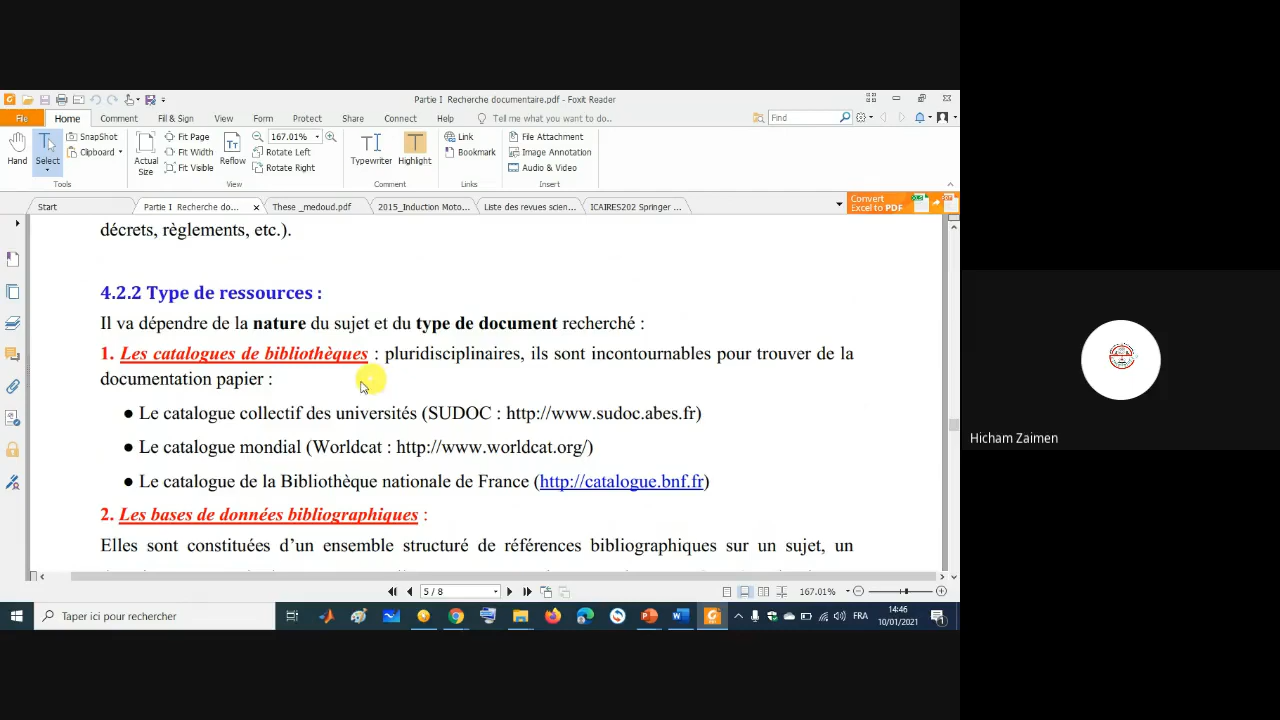 Partie I Recherche documentaire.pdf - Foxit Reader
File Home Comment View Form Protect Share Connect Help Tell me what you want to do..
Fill & Sign
Find
Hand
Select
SnapShot
Clipboard
Tools
Actual Size
Fit Page
Fit Width
Fit Visible
Reflow
167.01%
Rotate Left
Rotate Right
View
Typewriter
Highlight
Comment
Link
Bookmark
Links
File Attachment
Image Annotation
Audio & Video
Insert
Start
Partie I Recherche do...
These _medoud.pdf
2015_Induction Moto...
Liste des revues scien...
ICAIRES202 Springer ...
Convert
Excel to PDF
décrets, règlements, etc.).
4.2.2 Type de ressources :
Il va dépendre de la nature du sujet et du type de document recherché :
1. Les catalogues de bibliothèques : pluridisciplinaires, ils sont incontournables pour trouver de la
documentation papier :
● Le catalogue collectif des universités (SUDOC : http://www.sudoc.abes.fr)
● Le catalogue mondial (Worldcat : http://www.worldcat.org/)
● Le catalogue de la Bibliothèque nationale de France (http://catalogue.bnf.fr)
2. Les bases de données bibliographiques :
Elles sont constituées d’un ensemble structuré de références bibliographiques sur un sujet, un
5 / 8
167.01%
Taper ici pour rechercher
FRA
14:46
10/01/2021
Hicham Zaimen